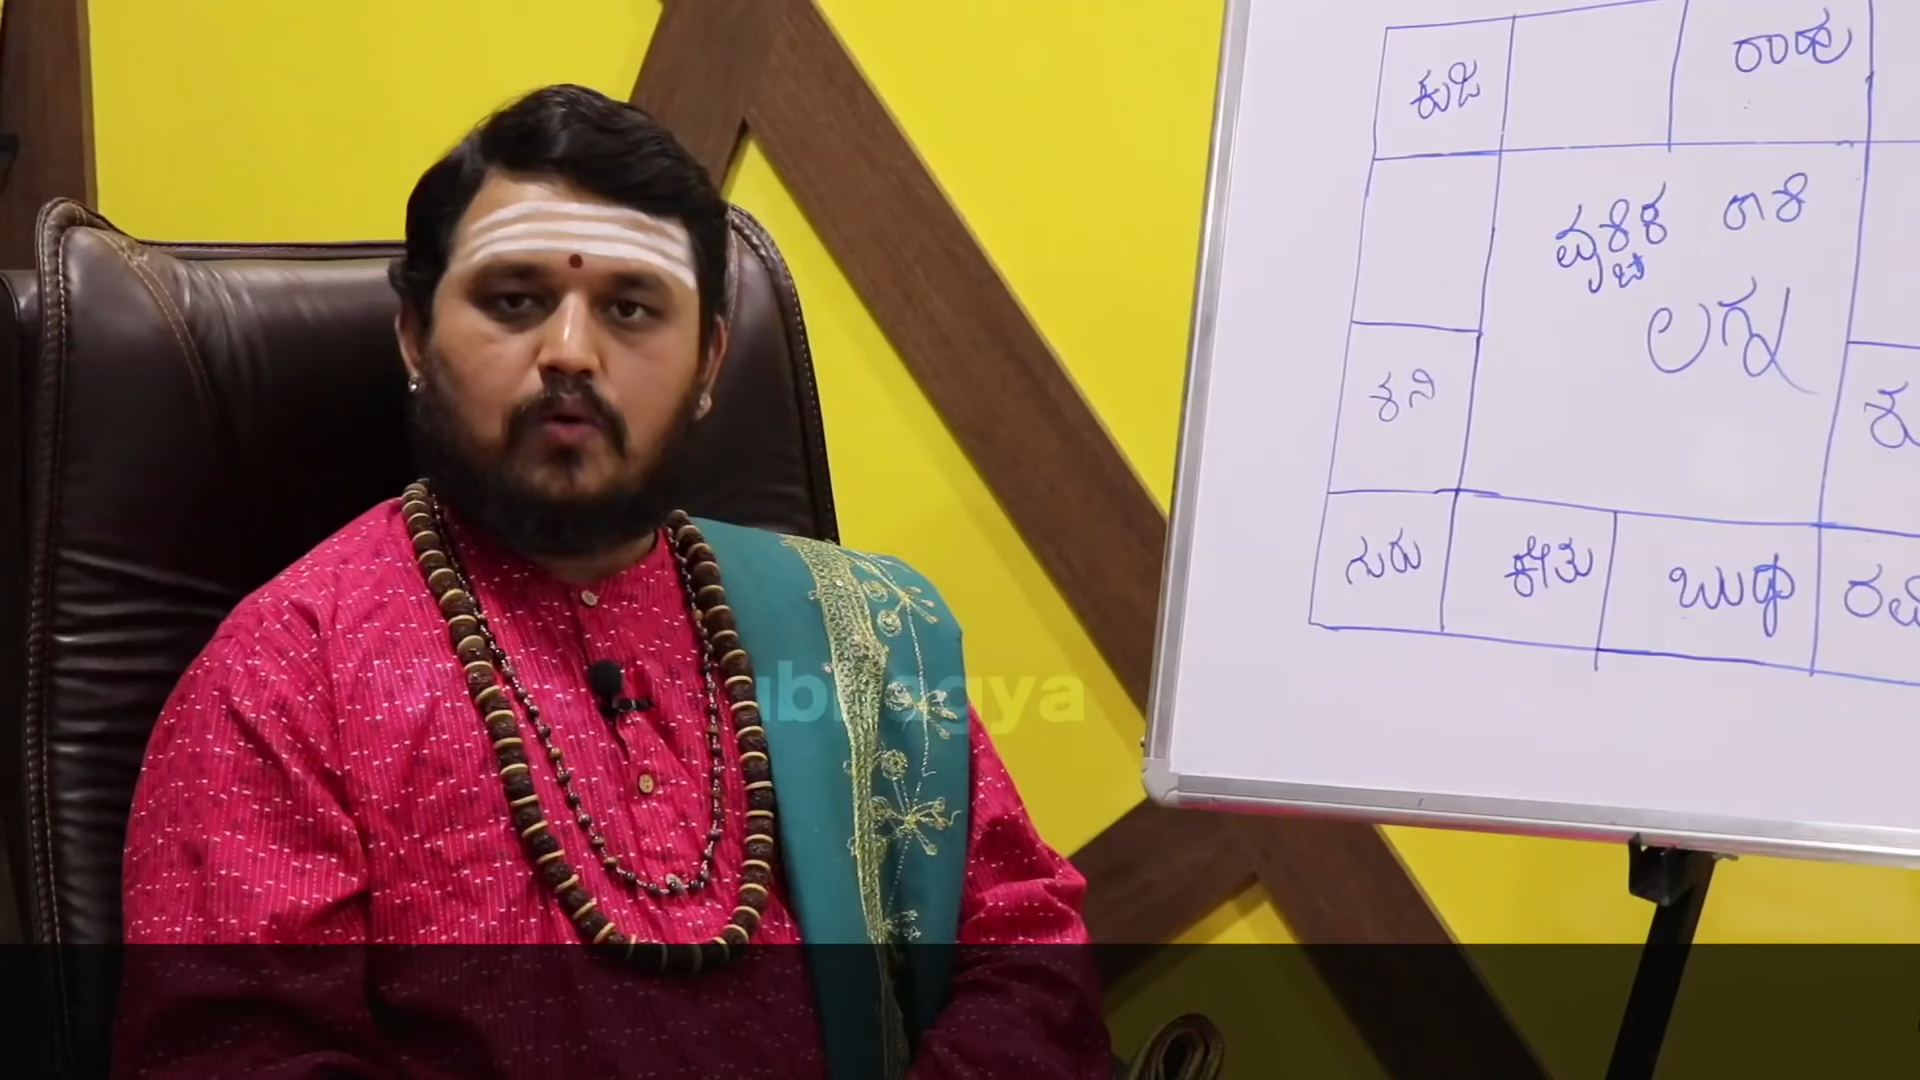 ಕುಜ
ರಾಹು
ವೃಶ್ಚಿಕ ರಾಶಿ
ಲಗ್ನ
ಶನಿ
ಗುರು
ಕೇತು
ಬುಧ